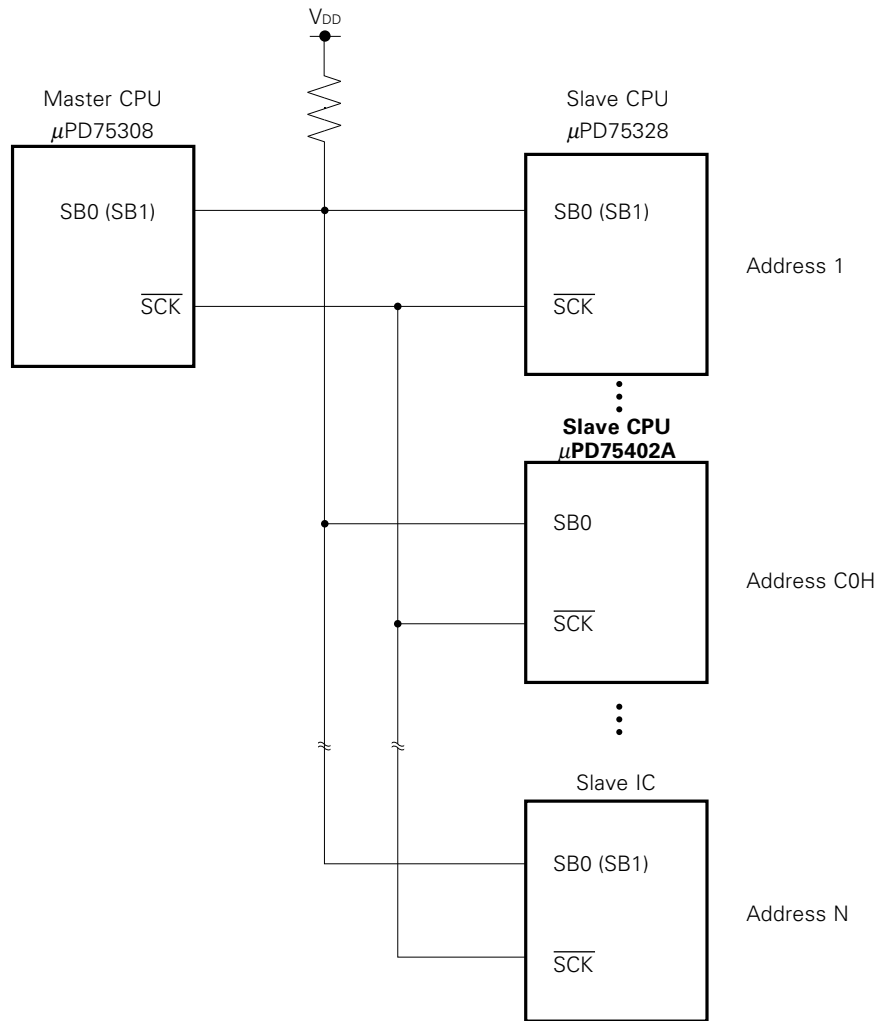 VDD
Master CPU
μPD75308
SB0 (SB1)
SCK
Slave CPU
μPD75328
SB0 (SB1)
SCK
Address 1
Slave CPU
μPD75402A
SB0
SCK
Address C0H
Slave IC
SB0 (SB1)
SCK
Address N